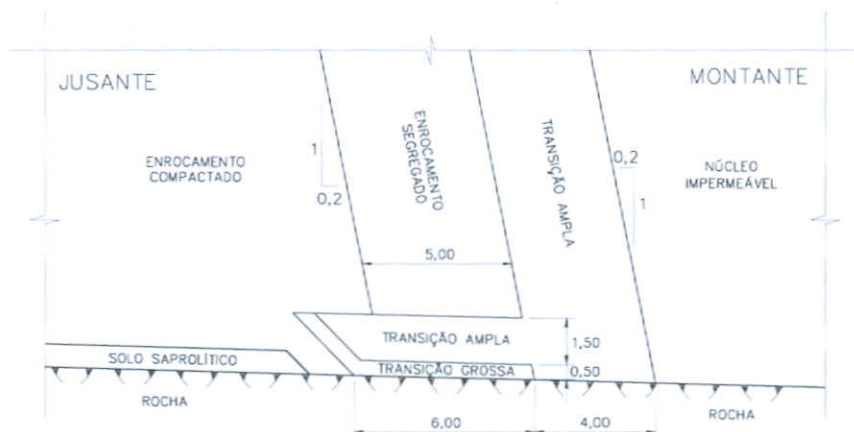 JUSANTE
MONTANTE
ENROCAMENTO
COMPACTADO
1
0,2
ENROCAMENTO
SEGREGADO
TRANSIÇÃO AMPLA
0,2
1
NÚCLEO
IMPERMEÁVEL
5,00
TRANSIÇÃO AMPLA
1,50
SOLO SAPROLÍTICO
TRANSIÇÃO GROSSA
0,50
ROCHA
6,00
4,00
ROCHA